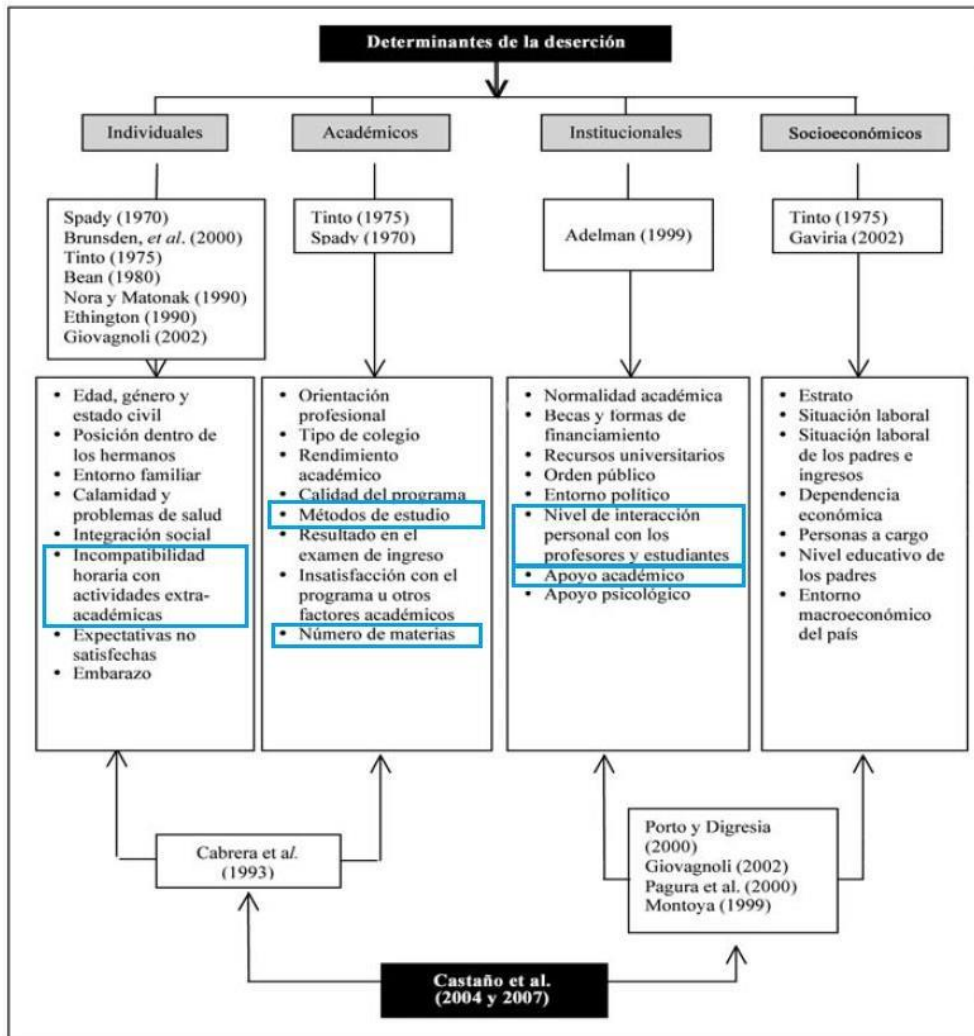 Determinantes de la deserción
Individuales
Académicos
Institucionales
Socioeconómicos
Spady (1970)
Brunsden, et al. (2000)
Tinto (1975)
Bean (1980)
Nora y Matonak (1990)
Ethington (1990)
Giovagnoli (2002)
Tinto (1975)
Spady (1970)
Adelman (1999)
Tinto (1975)
Gaviria (2002)
• Edad, género y
estado civil
• Posición dentro de
los hermanos
• Entorno familiar
• Calamidad y
problemas de salud
• Integración social
• Incompatibilidad
horaria con
actividades extra-
académicas
• Expectativas no
satisfechas
• Embarazo
• Orientación
profesional
• Tipo de colegio
• Rendimiento
académico
• Calidad del programa
• Métodos de estudio
• Resultado en el
examen de ingreso
• Insatisfacción con el
programa u otros
factores académicos
• Número de materias
• Normalidad académica
• Becas y formas de
financiamiento
• Recursos universitarios
• Orden público
• Entorno político
• Nivel de interacción
personal con los
profesores y estudiantes
• Apoyo académico
• Apoyo psicológico
• Estrato
• Situación laboral
• Situación laboral
de los padres e
ingresos
• Dependencia
económica
• Personas a cargo
• Nivel educativo de
los padres
• Entorno
macroeconómico
del país
Cabrera et al.
(1993)
Porto y Digresia
(2000)
Giovagnoli (2002)
Pagura et al. (2000)
Montoya (1999)
Castaño et al.
(2004 y 2007)